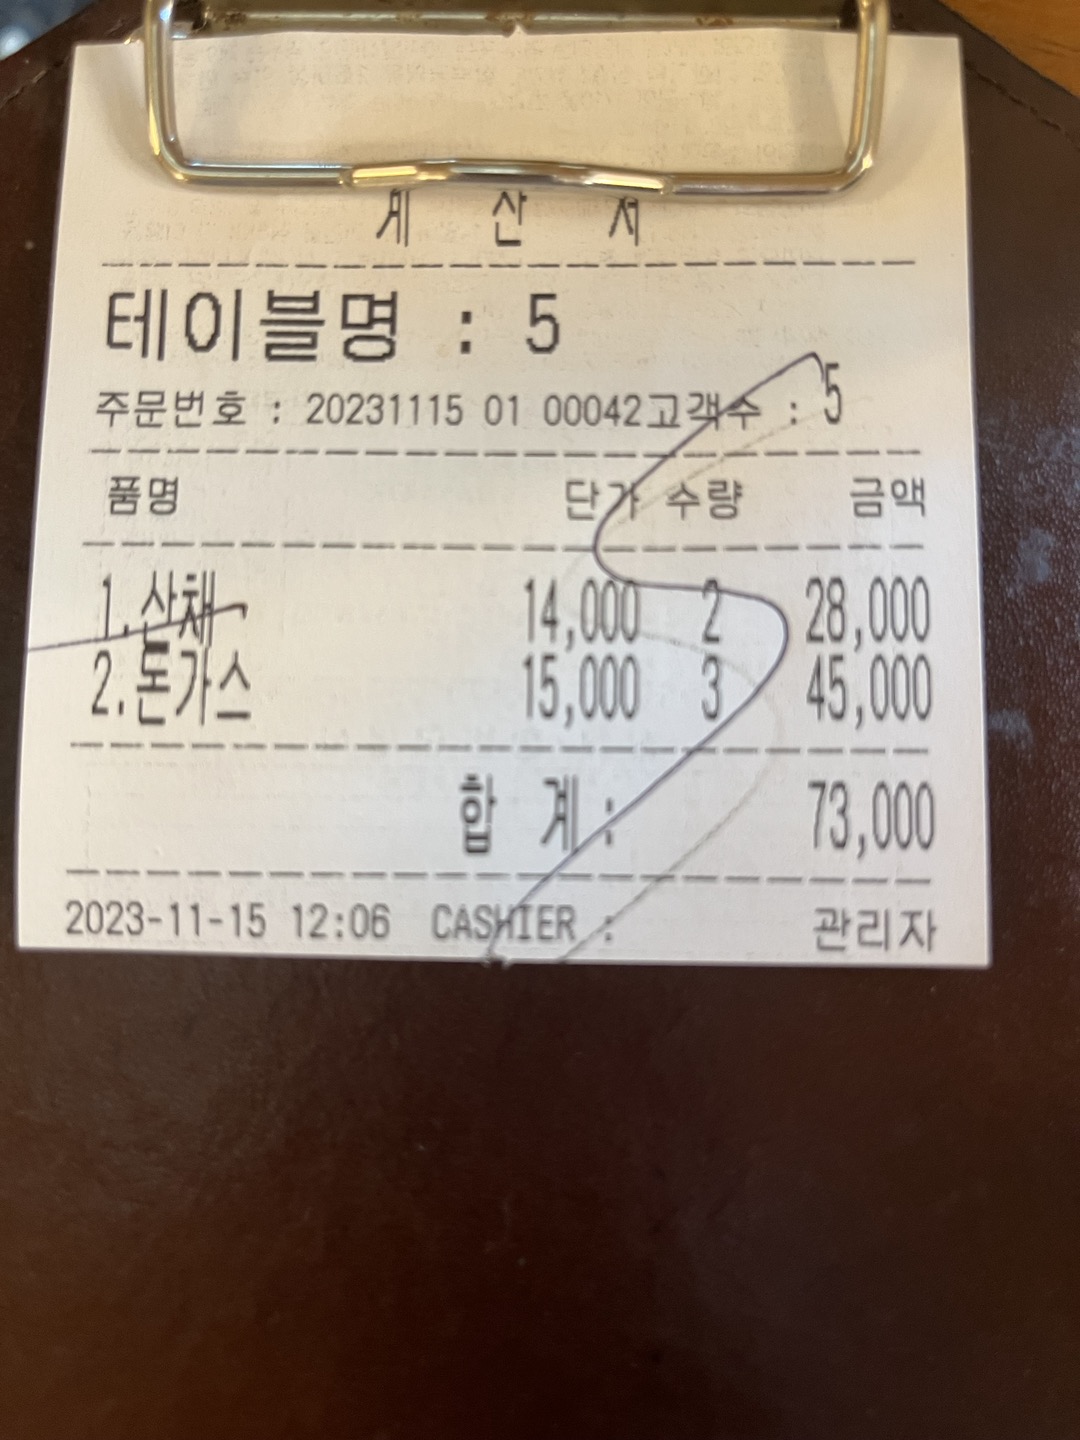 계 산 서
테이블명 : 5
주문번호 : 20231115 01 00042고객수 : 5
품명 단가 수량 금액
1.산채 14,000 2 28,000
2.돈가스 15,000 3 45,000
합 계 : 73,000
2023-11-15 12:06 CASHIER : 관리자